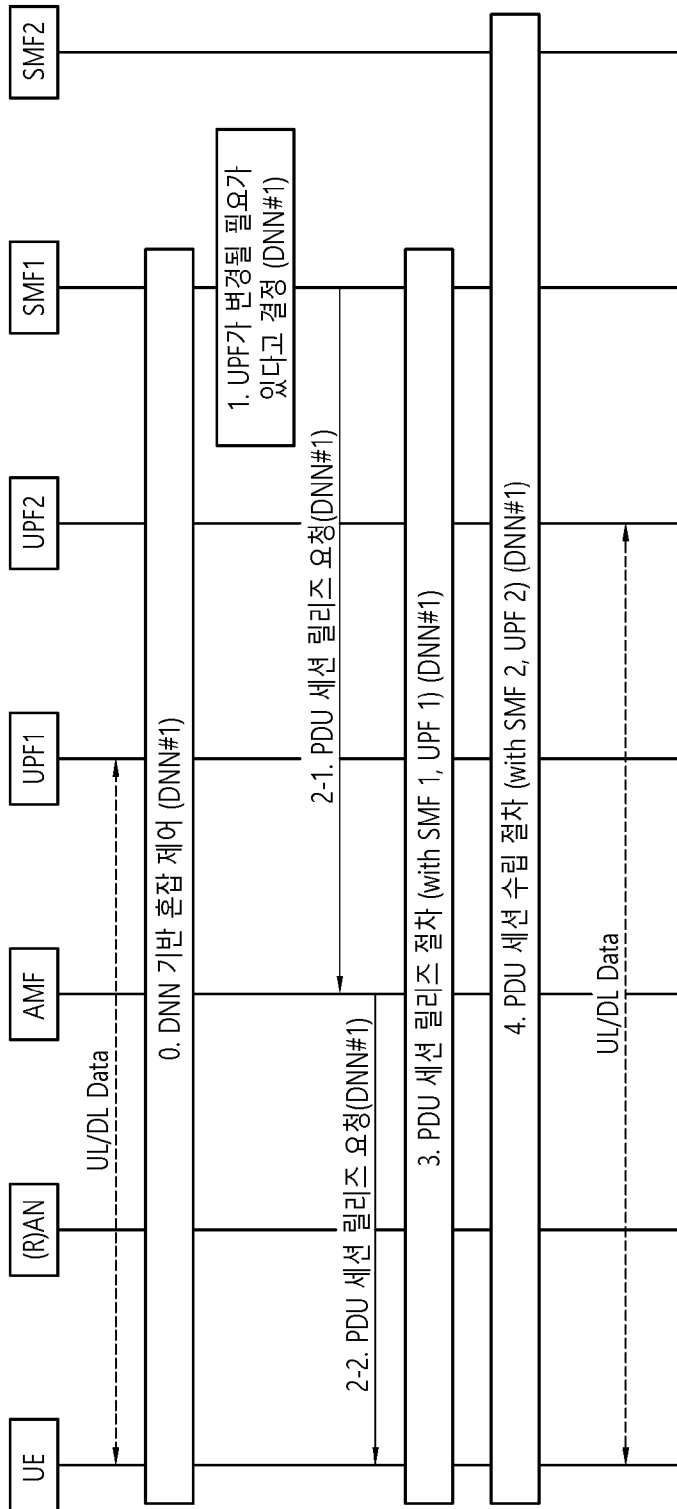 UE
(R)AN
AMF
UPF1
UPF2
SMF1
SMF2
UL/DL Data
0. DNN 기반 혼잡 제어 (DNN#1)
1. UPF가 변경될 필요가
있다고 결정 (DNN#1)
2-1. PDU 세션 릴리즈 요청(DNN#1)
2-2. PDU 세션 릴리즈 요청(DNN#1)
3. PDU 세션 릴리즈 절차 (with SMF 1, UPF 1) (DNN#1)
4. PDU 세션 수립 절차 (with SMF 2, UPF 2) (DNN#1)
UL/DL Data